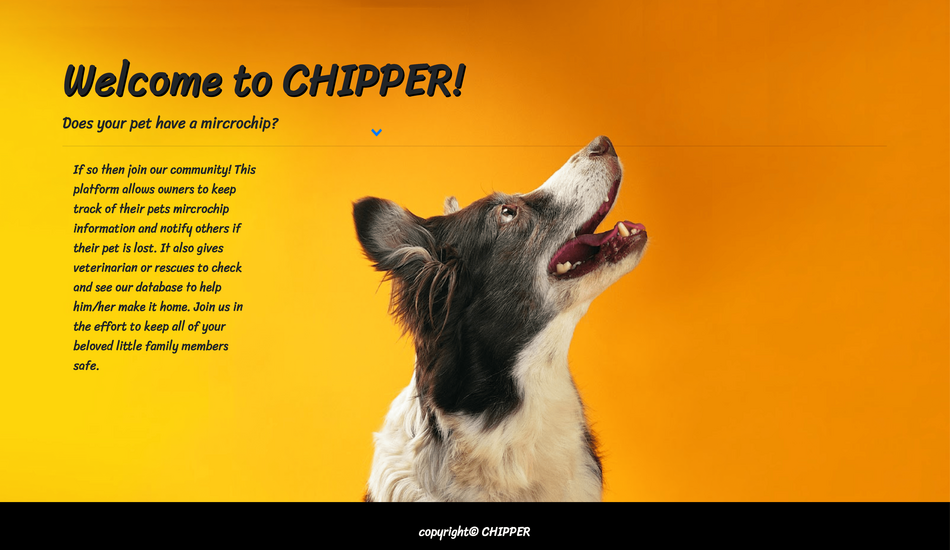 Welcome to CHIPPER!
Does your pet have a mircrochip?
If so then join our community! This
platform allows owners to keep
track of their pets mircrochip
information and notify others if
their pet is lost. It also gives
veterinarian or rescues to check
and see our database to help
him/her make it home. Join us in
the effort to keep all of your
beloved little family members
safe.
copyright© CHIPPER